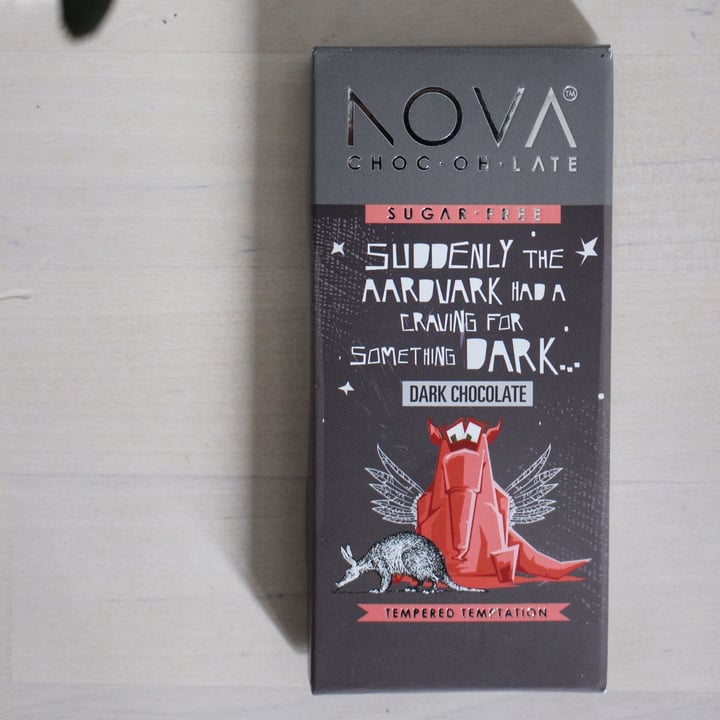 NOVA™
CHOC·OH·LATE
SUGAR·FREE
SUDDENLY THE
AARDVARK HAD A
CRAVING FOR
SOMETHING DARK...
DARK CHOCOLATE
TEMPERED TEMPTATION